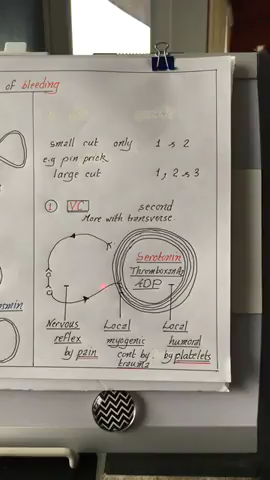 of bleeding
small cut only 1 & 2
e.g pin prick
large cut 1, 2 & 3
① VC second
More with transverse.
Serotonin
Thromboxane
ADP
Nervous
reflex
by pain
Local
myogenic
cont by.
trauma
Local
humoral
by platelets
smin